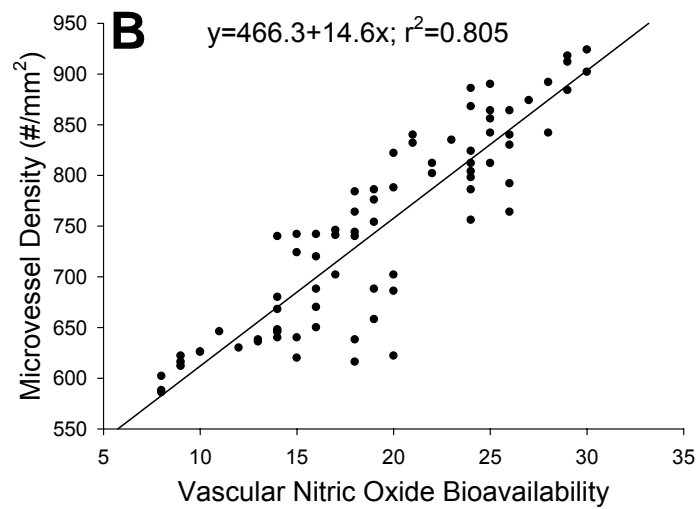 B
y=466.3+14.6x; r²=0.805
Microvessel Density (#/mm²)
950
900
850
800
750
700
650
600
550
5 10 15 20 25 30 35
Vascular Nitric Oxide Bioavailability